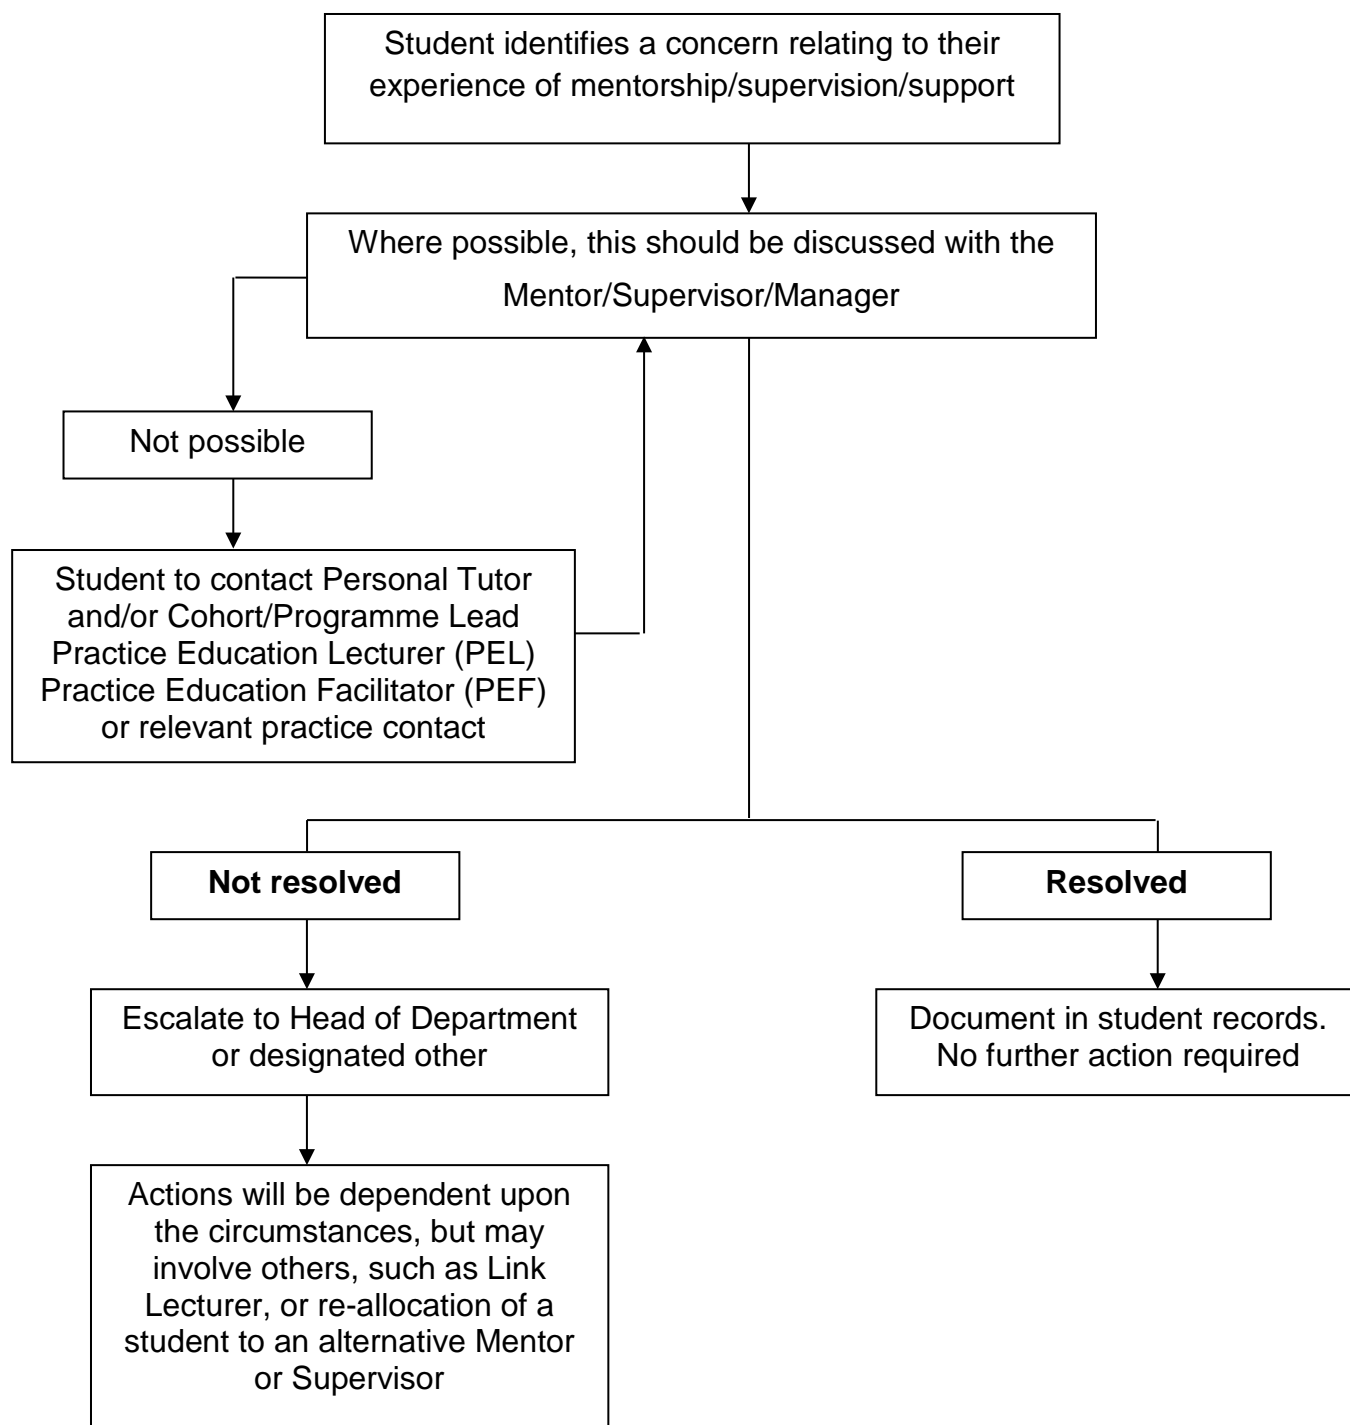 Student identifies a concern relating to their
experience of mentorship/supervision/support
Where possible, this should be discussed with the
Mentor/Supervisor/Manager
Not possible
Student to contact Personal Tutor
and/or Cohort/Programme Lead
Practice Education Lecturer (PEL)
Practice Education Facilitator (PEF)
or relevant practice contact
Not resolved
Resolved
Escalate to Head of Department
or designated other
Document in student records.
No further action required
Actions will be dependent upon
the circumstances, but may
involve others, such as Link
Lecturer, or re-allocation of a
student to an alternative Mentor
or Supervisor